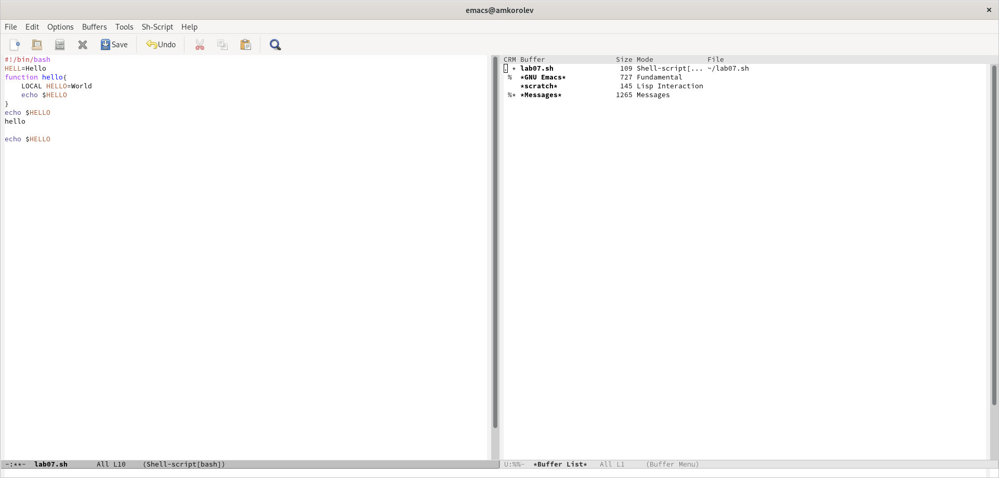 emacs@amkorolev
File Edit Options Buffers Tools Sh-Script Help
Save Undo
#!/bin/bash
HELL=Hello
function hello{
    LOCAL HELLO=World
    echo $HELLO
}
echo $HELLO
hello

echo $HELLO
-:**-  lab07.sh       All L10    (Shell-script[bash])
CRM Buffer                 Size Mode             File
. * lab07.sh                109 Shell-script[... ~/lab07.sh
 %  *GNU Emacs*             727 Fundamental
    *scratch*               145 Lisp Interaction
 %* *Messages*             1265 Messages
U:%%-  *Buffer List*   All L1     (Buffer Menu)